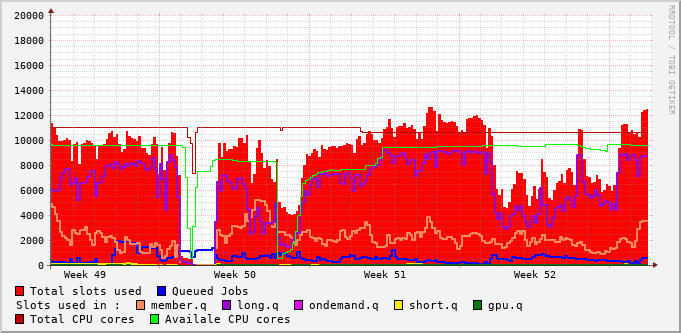 20000
18000
16000
14000
12000
10000
8000
6000
4000
2000
0
Week 49 Week 50 Week 51 Week 52
RRDTOOL / TOBI OETIKER
Total slots used Queued Jobs
Slots used in : member.q long.q ondemand.q short.q gpu.q
Total CPU cores Availale CPU cores